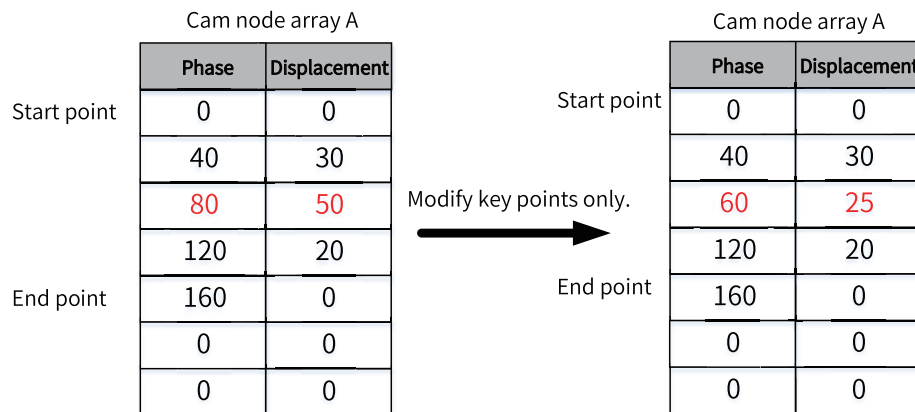 Cam node array A
Phase Displacement
Start point 0 0
40 30
80 50
120 20
End point 160 0
0 0
0 0
Modify key points only.
Cam node array A
Phase Displacement
Start point 0 0
40 30
60 25
120 20
End point 160 0
0 0
0 0